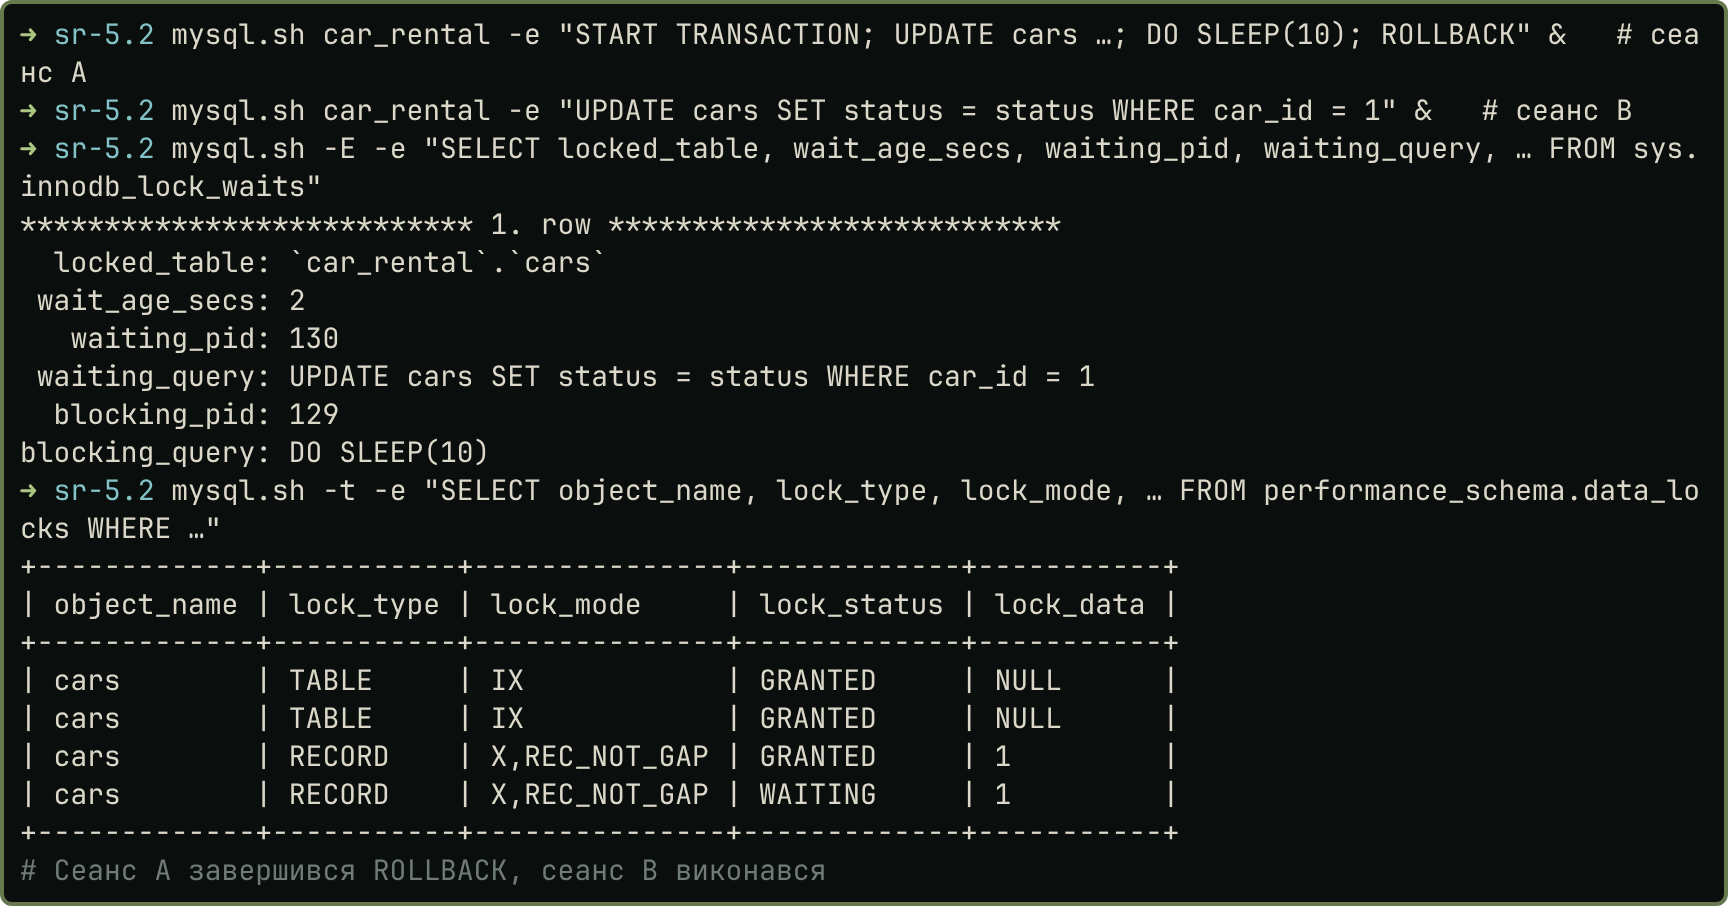 → sr-5.2 mysql.sh car_rental -e "START TRANSACTION; UPDATE cars …; DO SLEEP(10); ROLLBACK" &   # сеа
нс A
→ sr-5.2 mysql.sh car_rental -e "UPDATE cars SET status = status WHERE car_id = 1" &   # сеанс B
→ sr-5.2 mysql.sh -E -e "SELECT locked_table, wait_age_secs, waiting_pid, waiting_query, … FROM sys.
innodb_lock_waits"
*************************** 1. row ***************************
  locked_table: `car_rental`.`cars`
 wait_age_secs: 2
   waiting_pid: 130
 waiting_query: UPDATE cars SET status = status WHERE car_id = 1
  blocking_pid: 129
blocking_query: DO SLEEP(10)
→ sr-5.2 mysql.sh -t -e "SELECT object_name, lock_type, lock_mode, … FROM performance_schema.data_lo
cks WHERE …"
+-------------+-----------+---------------+-------------+-----------+
| object_name | lock_type | lock_mode     | lock_status | lock_data |
+-------------+-----------+---------------+-------------+-----------+
| cars        | TABLE     | IX            | GRANTED     | NULL      |
| cars        | TABLE     | IX            | GRANTED     | NULL      |
| cars        | RECORD    | X,REC_NOT_GAP | GRANTED     | 1         |
| cars        | RECORD    | X,REC_NOT_GAP | WAITING     | 1         |
+-------------+-----------+---------------+-------------+-----------+
# Сеанс A завершився ROLLBACK, сеанс B виконався